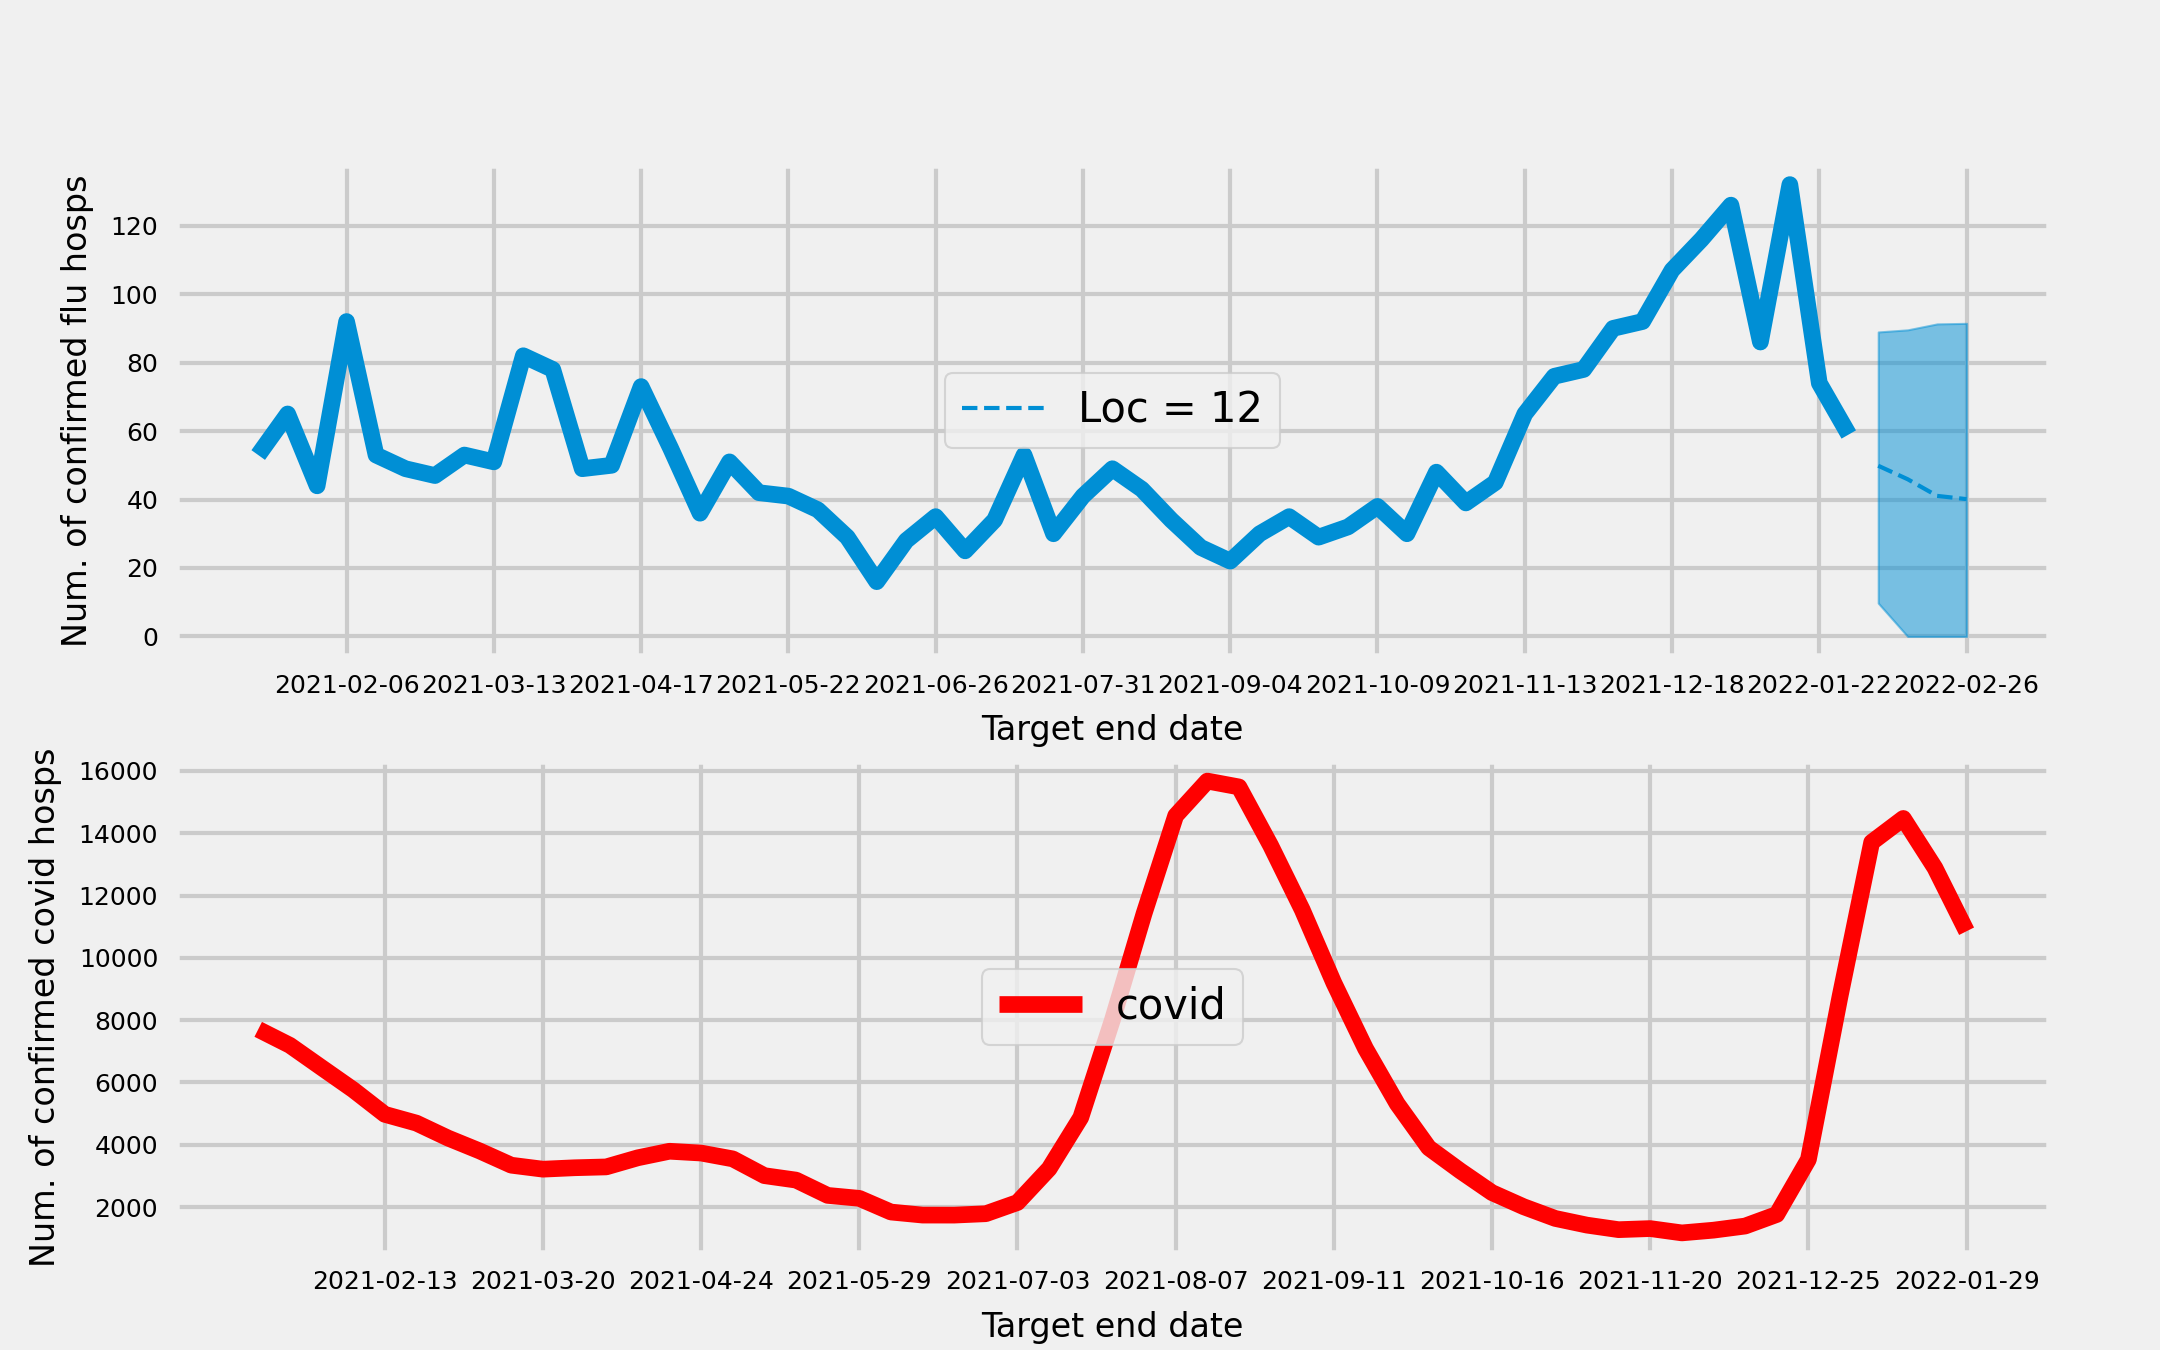 Num. of confirmed flu hosps
120
100
80
60
40
20
0
Loc = 12
2021-02-06 2021-03-13 2021-04-17 2021-05-22 2021-06-26 2021-07-31 2021-09-04 2021-10-09 2021-11-13 2021-12-18 2022-01-22 2022-02-26
Target end date
Num. of confirmed covid hosps
16000
14000
12000
10000
8000
6000
4000
2000
covid
2021-02-13 2021-03-20 2021-04-24 2021-05-29 2021-07-03 2021-08-07 2021-09-11 2021-10-16 2021-11-20 2021-12-25 2022-01-29
Target end date